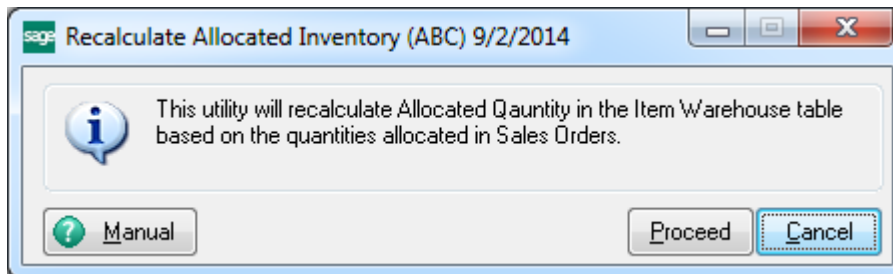 sage Recalculate Allocated Inventory (ABC) 9/2/2014
This utility will recalculate Allocated Qauntity in the Item Warehouse table
based on the quantities allocated in Sales Orders.
? Manual Proceed Cancel